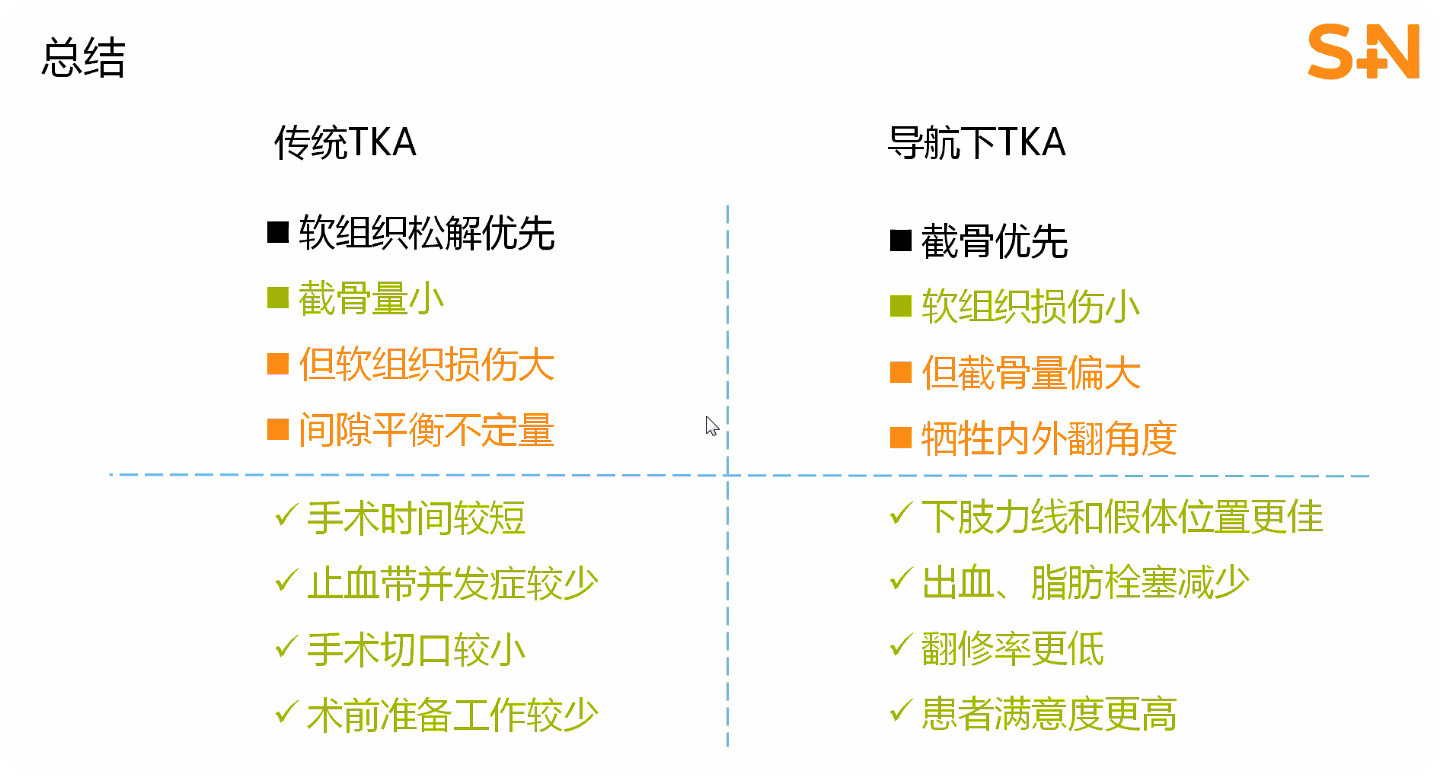 总结
S+N
传统TKA
软组织松解优先
截骨量小
但软组织损伤大
间隙平衡不定量
手术时间较短
止血带并发症较少
手术切口较小
术前准备工作较少
导航下TKA
截骨优先
软组织损伤小
但截骨量偏大
牺牲内外翻角度
下肢力线和假体位置更佳
出血、脂肪栓塞减少
翻修率更低
患者满意度更高